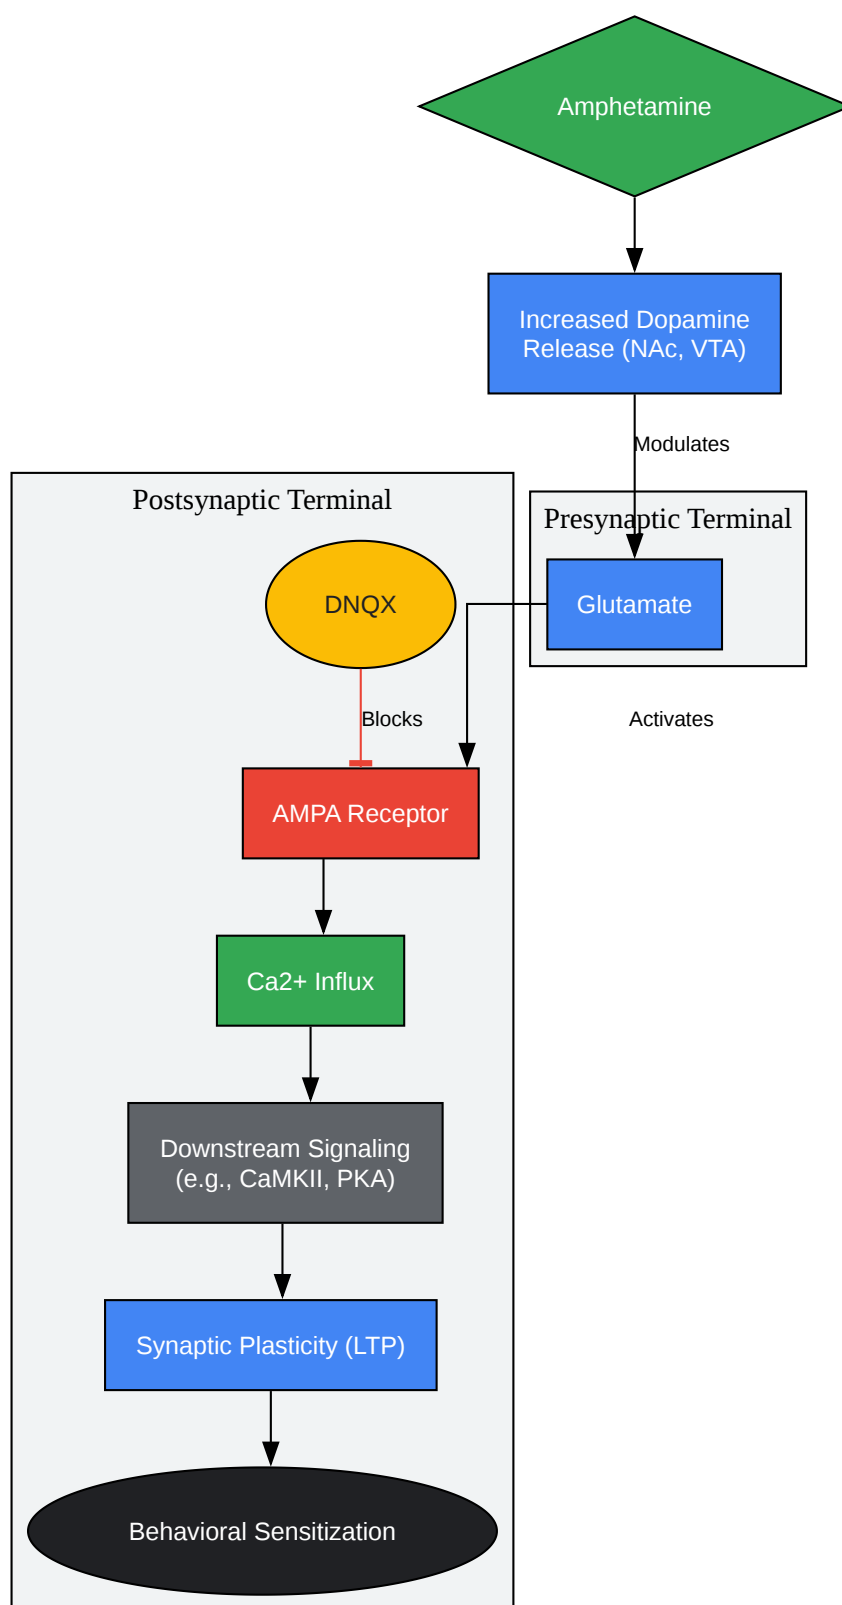 Amphetamine
Increased Dopamine
Release (NAc, VTA)
Modulates
Postsynaptic Terminal
Presynaptic Terminal
DNQX
Glutamate
Blocks
Activates
AMPA Receptor
Ca2+ Influx
Downstream Signaling
(e.g., CaMKII, PKA)
Synaptic Plasticity (LTP)
Behavioral Sensitization